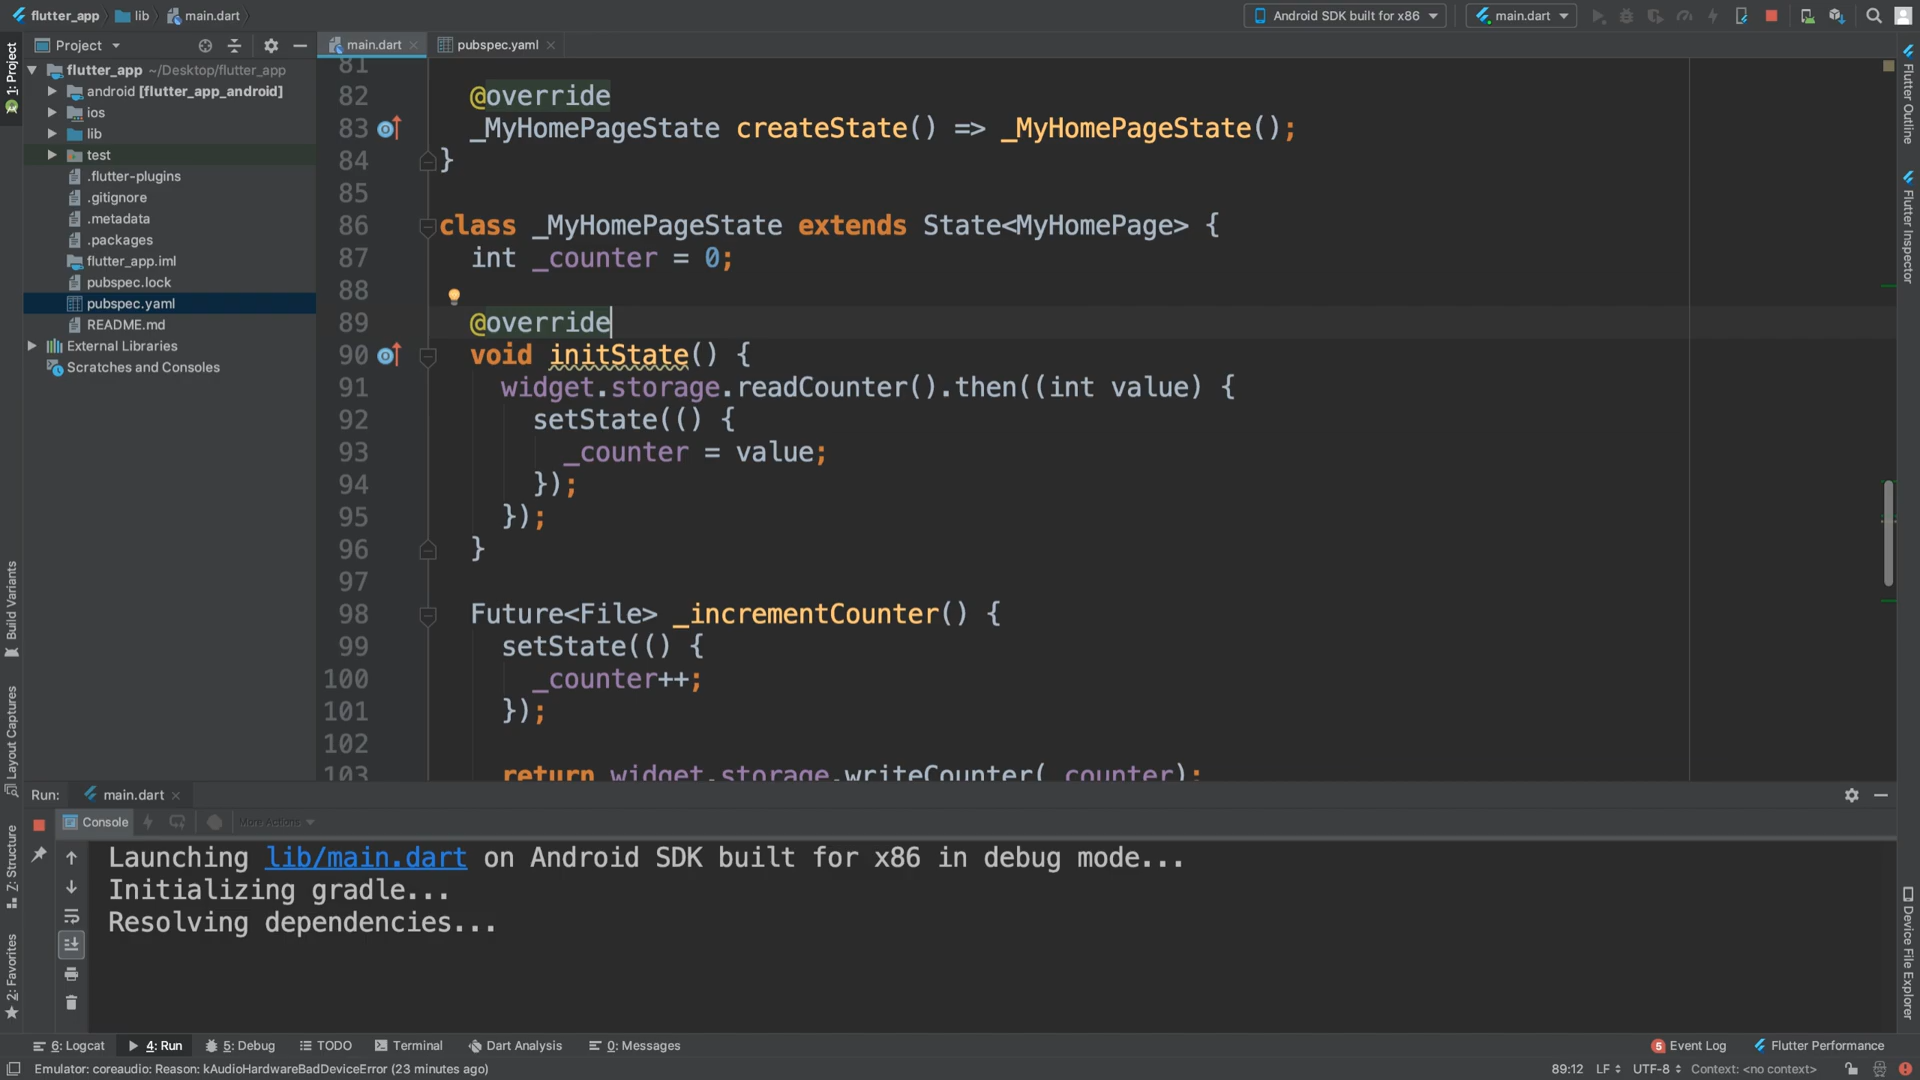 flutter_app lib main.dart
Android SDK built for x86 main.dart
1: Project
Project
main.dart pubspec.yaml
flutter_app ~/Desktop/flutter_app
android [flutter_app_android]
ios
lib
test
.flutter-plugins
.gitignore
.metadata
.packages
flutter_app.iml
pubspec.lock
pubspec.yaml
README.md
External Libraries
Scratches and Consoles
81
82 @override
83 _MyHomePageState createState() => _MyHomePageState();
84 }
85
86 class _MyHomePageState extends State<MyHomePage> {
87 int _counter = 0;
88
89 @override
90 void initState() {
91 widget.storage.readCounter().then((int value) {
92 setState(() {
93 _counter = value;
94 });
95 });
96 }
97
98 Future<File> _incrementCounter() {
99 setState(() {
100 _counter++;
101 });
102
103 return widget.storage.writeCounter(_counter);
Flutter Outline
Flutter Inspector
Device File Explorer
Build Variants
Layout Captures
Z: Structure
2: Favorites
Run: main.dart
Console More Actions
Launching lib/main.dart on Android SDK built for x86 in debug mode...
Initializing gradle...
Resolving dependencies...
6: Logcat 4: Run 5: Debug TODO Terminal Dart Analysis 0: Messages 5 Event Log Flutter Performance
Emulator: coreaudio: Reason: kAudioHardwareBadDeviceError (23 minutes ago) 89:12 LF UTF-8 Context: <no context>